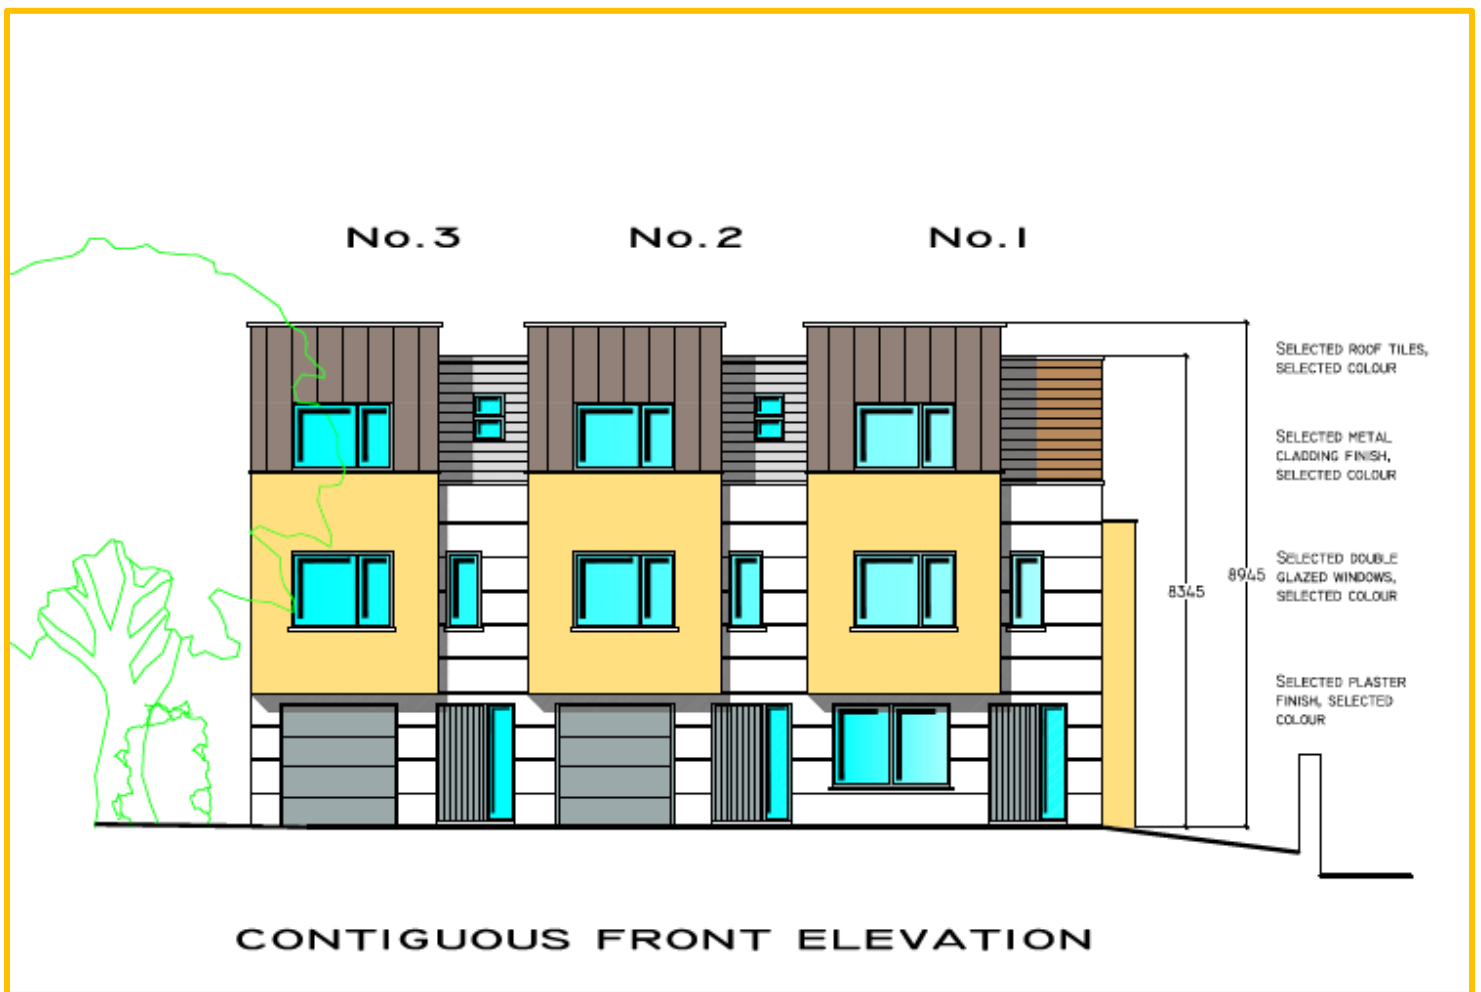 No.3 No.2 No.1
SELECTED ROOF TILES,
SELECTED COLOUR
SELECTED METAL
CLADDING FINISH,
SELECTED COLOUR
SELECTED DOUBLE
GLAZED WINDOWS,
SELECTED COLOUR
8945
8345
SELECTED PLASTER
FINISH, SELECTED
COLOUR
CONTIGUOUS FRONT ELEVATION